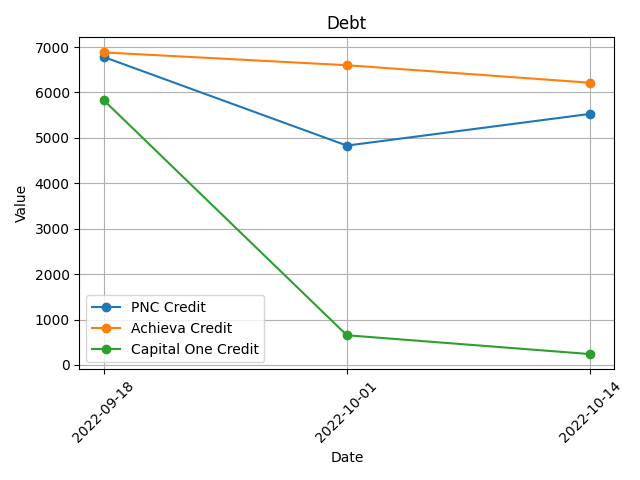 Debt
7000
6000
5000
4000
3000
2000
1000
0
Value
PNC Credit
Achieva Credit
Capital One Credit
2022-09-18
2022-10-01
2022-10-14
Date